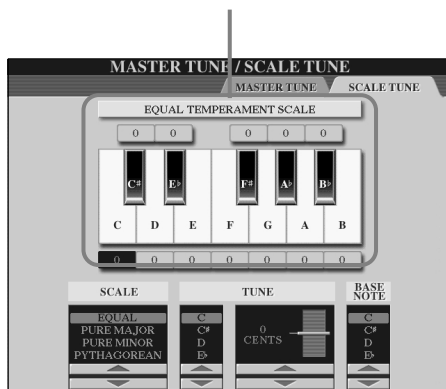 MASTER TUNE / SCALE TUNE
MASTER TUNE SCALE TUNE
EQUAL TEMPERAMENT SCALE
0 0 0 0 0
C♯ E♭ F♯ A♭ B♭
C D E F G A B
0 0 0 0 0 0 0
SCALE TUNE BASE NOTE
EQUAL
PURE MAJOR
PURE MINOR
PYTHAGOREAN
C
C♯
D
E♭
0
CENTS
C
C♯
D
E♭